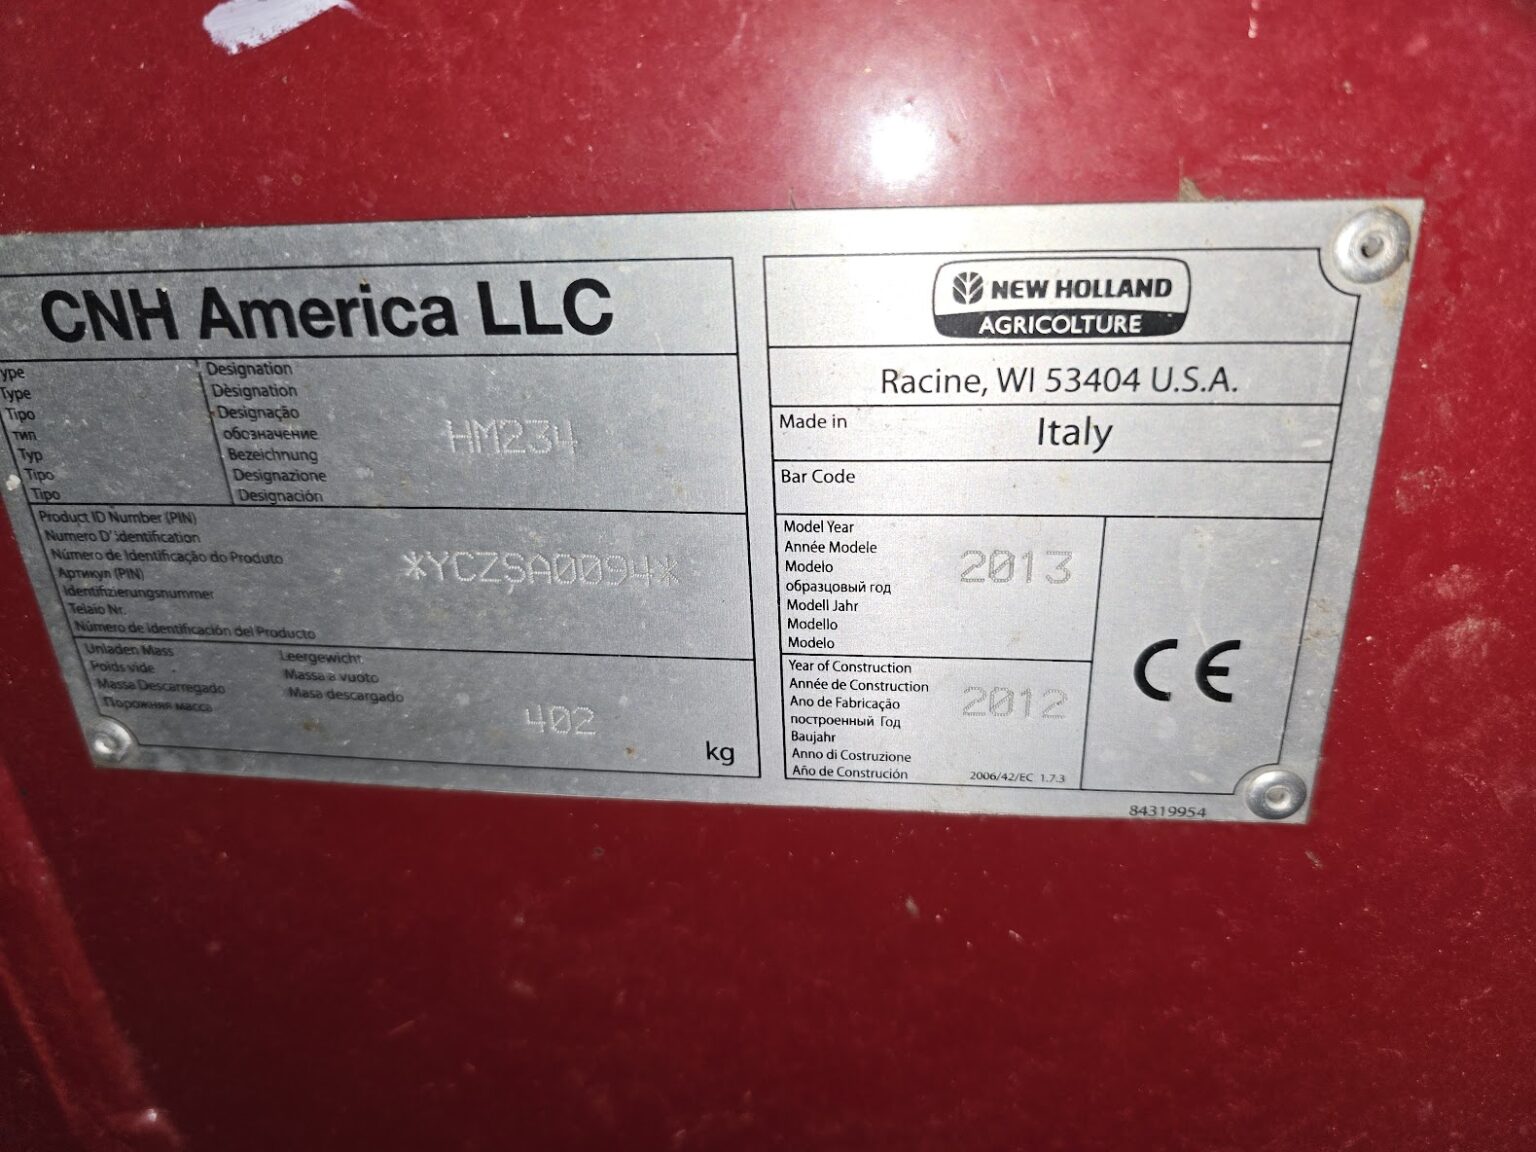 CNH America LLC
ype
Type
Tipo
тип
Typ
Tipo
Tipo
Designation
Dèsignation
Designação
обозначение
Bezeichnung
Designazione
Designación
HM234
Product ID Number (PIN)
Numero D'identification
Número de Identificação do Produto
Артикул (PIN)
Identifizierungsnummer
Telaio Nr.
Número de identificación del Producto
*YCZSA0094*
Unladen Mass
Poids vide
Massa Descarregado
Порожняя масса
Leergewicht
Massa a vuoto
Masa descargado
402
kg
NEW HOLLAND
AGRICOLTURE
Racine, WI 53404 U.S.A.
Made in
Italy
Bar Code
Model Year
Année Modele
Modelo
образцовый год
Modell Jahr
Modello
Modelo
2013
Year of Construction
Année de Construction
Ano de Fabricação
построенный Год
Baujahr
Anno di Costruzione
Año de Construción
2012
2006/42/EC 1.7.3
CE
84319954